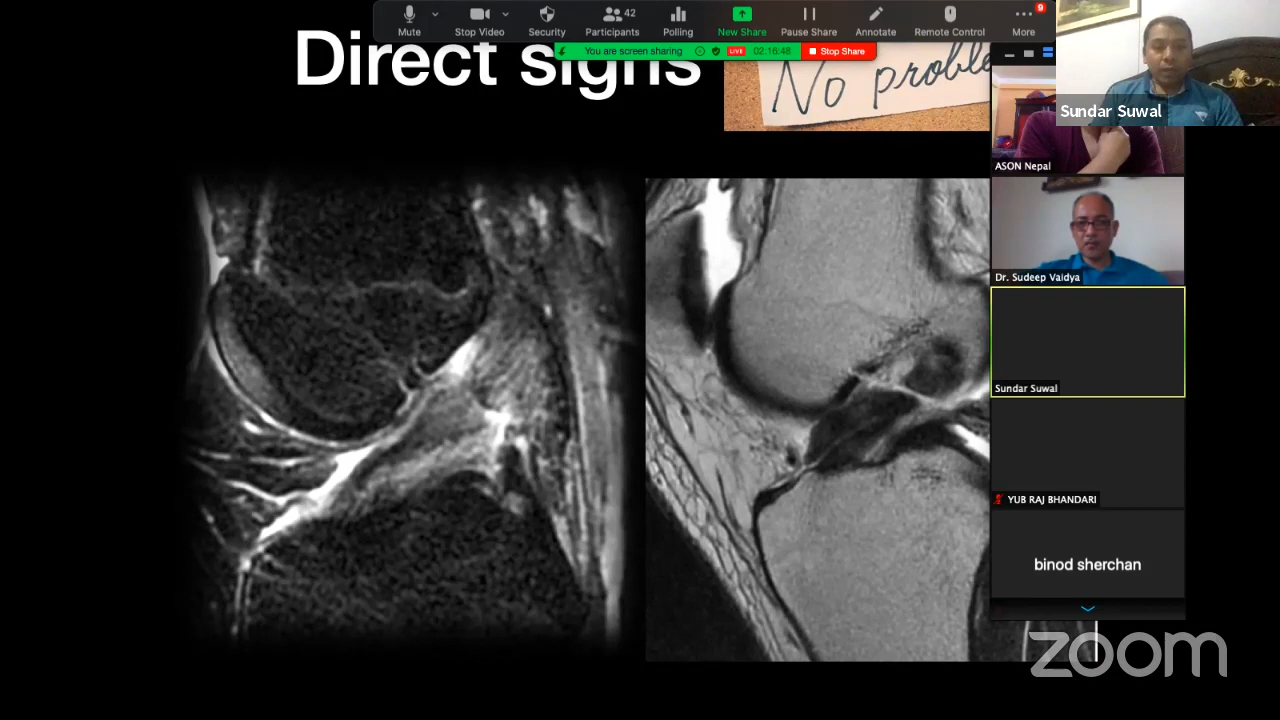 Mute
Stop Video
Security
Participants
42
Polling
New Share
Pause Share
Annotate
Remote Control
More
9
You are screen sharing
LIVE
02:16:48
Stop Share
Direct signs
No proble
Sundar Suwal
ASON Nepal
Dr. Sudeep Vaidya
Sundar Suwal
YUB RAJ BHANDARI
binod sherchan
zoom